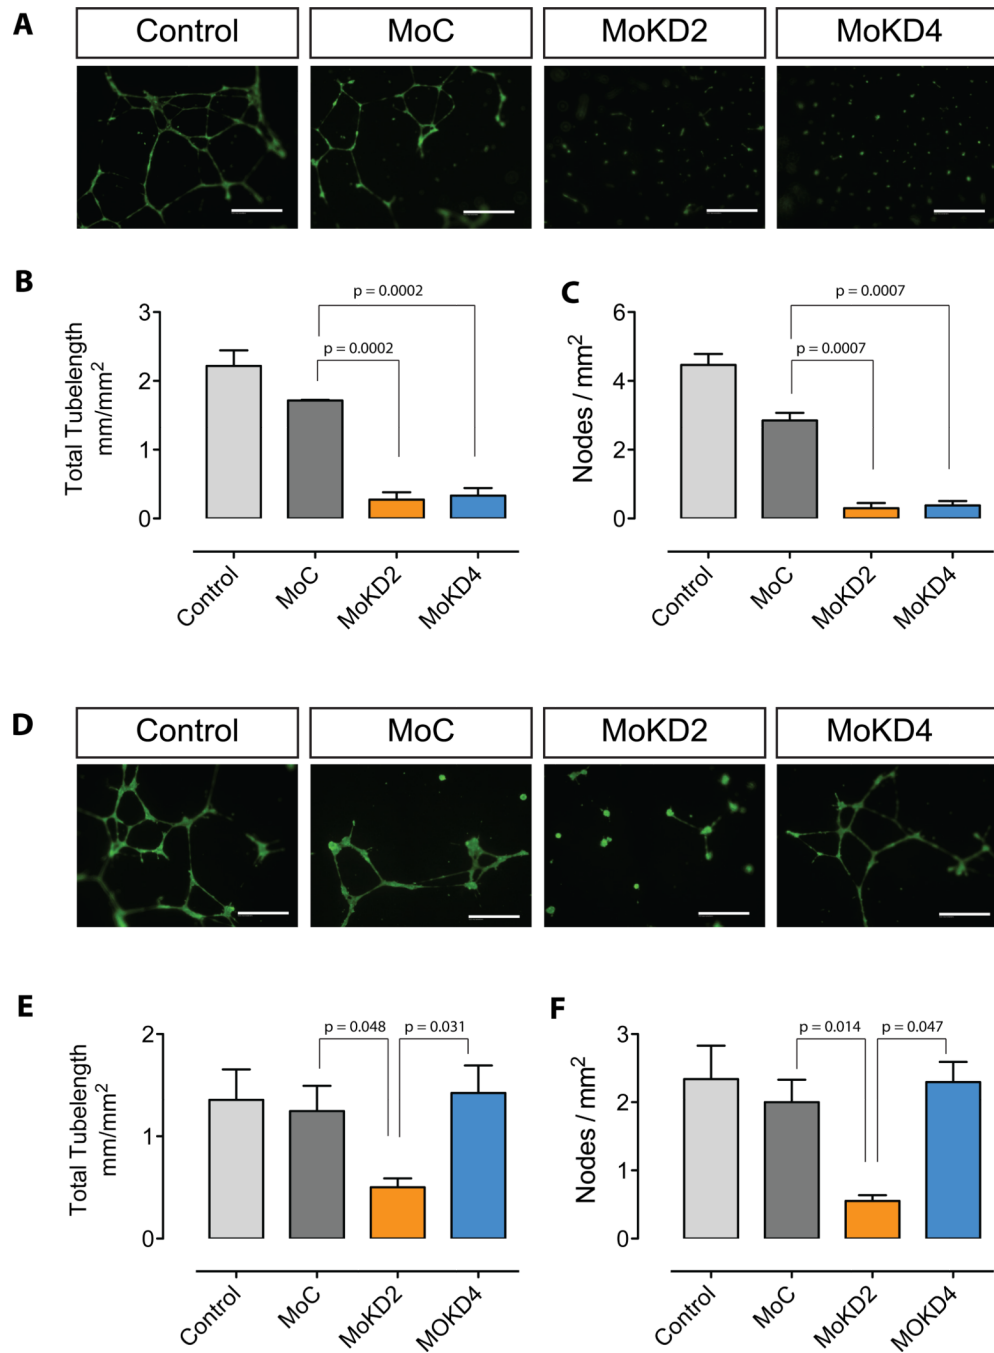 A
Control
MoC
MoKD2
MoKD4
B
Total Tubelength
mm/mm2
3
2
1
0
p = 0.0002
p = 0.0002
Control
MoC
MoKD2
MoKD4
C
Nodes / mm2
6
4
2
0
p = 0.0007
p = 0.0007
Control
MoC
MoKD2
MoKD4
D
Control
MoC
MoKD2
MoKD4
E
Total Tubelength
mm/mm2
2
1
0
p = 0.048
p = 0.031
Control
MoC
MoKD2
MOKD4
F
Nodes / mm2
3
2
1
0
p = 0.014
p = 0.047
Control
MoC
MoKD2
MOKD4